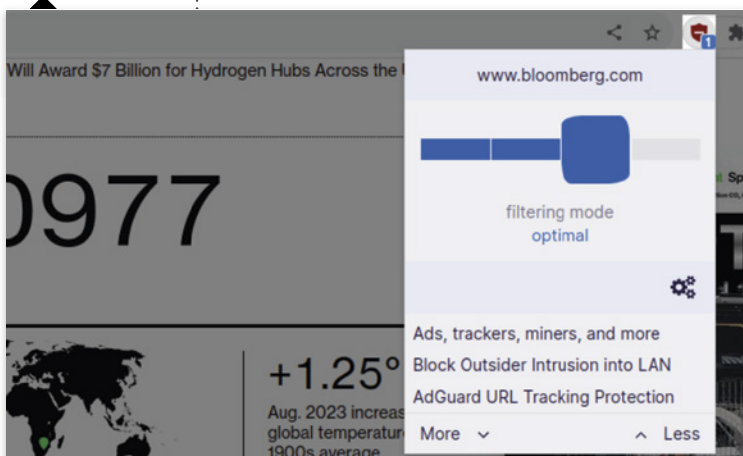 1
Will Award $7 Billion for Hydrogen Hubs Across the
www.bloomberg.com
0977
filtering mode
optimal
Ads, trackers, miners, and more
+1.25°
Block Outsider Intrusion into LAN
AdGuard URL Tracking Protection
Aug. 2023 increas
global temperatur
1900s average
More
Less